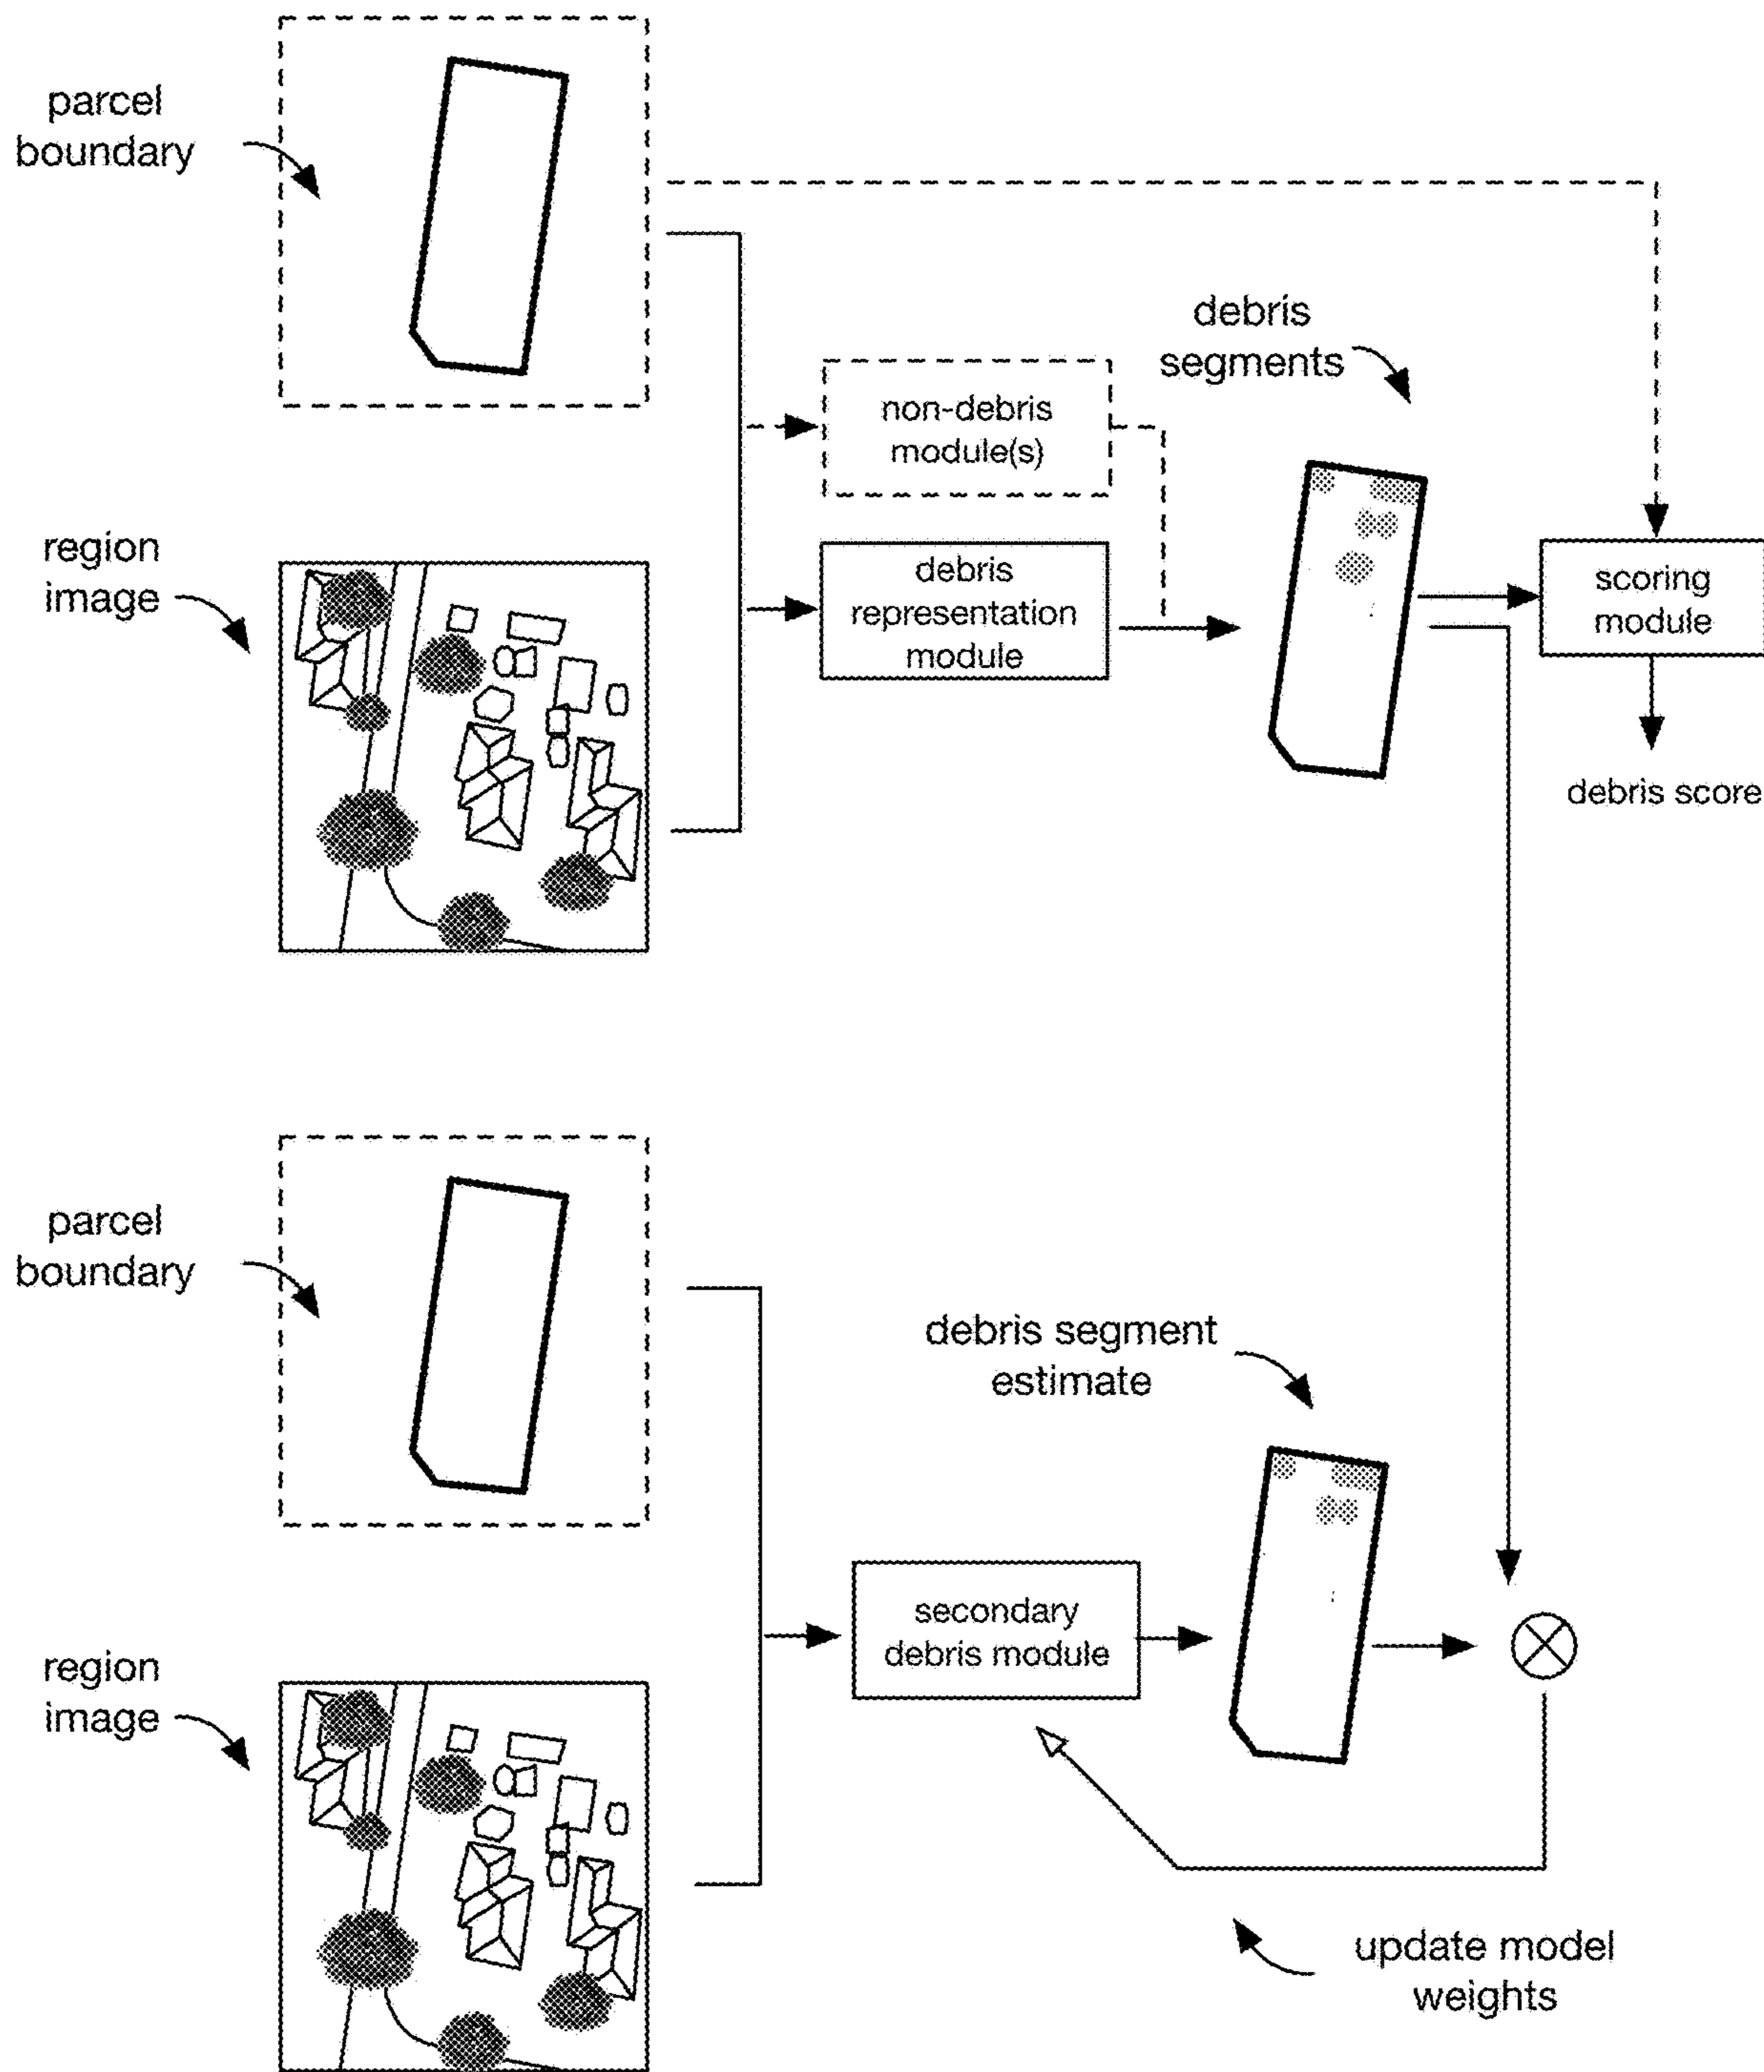 parcel
boundary
debris
segments
non-debris
module(s)
region
image
debris
representation
module
scoring
module
debris score
parcel
boundary
debris segment
estimate
secondary
debris module
region
image
update model
weights